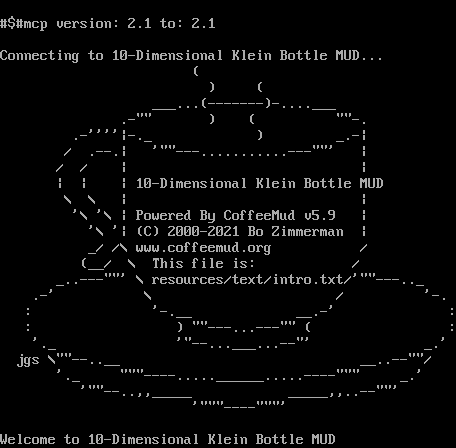 #$#mcp version: 2.1 to: 2.1
Connecting to 10-Dimensional Klein Bottle MUD...
10-Dimensional Klein Bottle MUD
Powered By CoffeeMud v5.9
(C) 2000-2021 Bo Zimmerman
www.coffeemud.org
This file is:
resources/text/intro.txt/
jgs
Welcome to 10-Dimensional Klein Bottle MUD